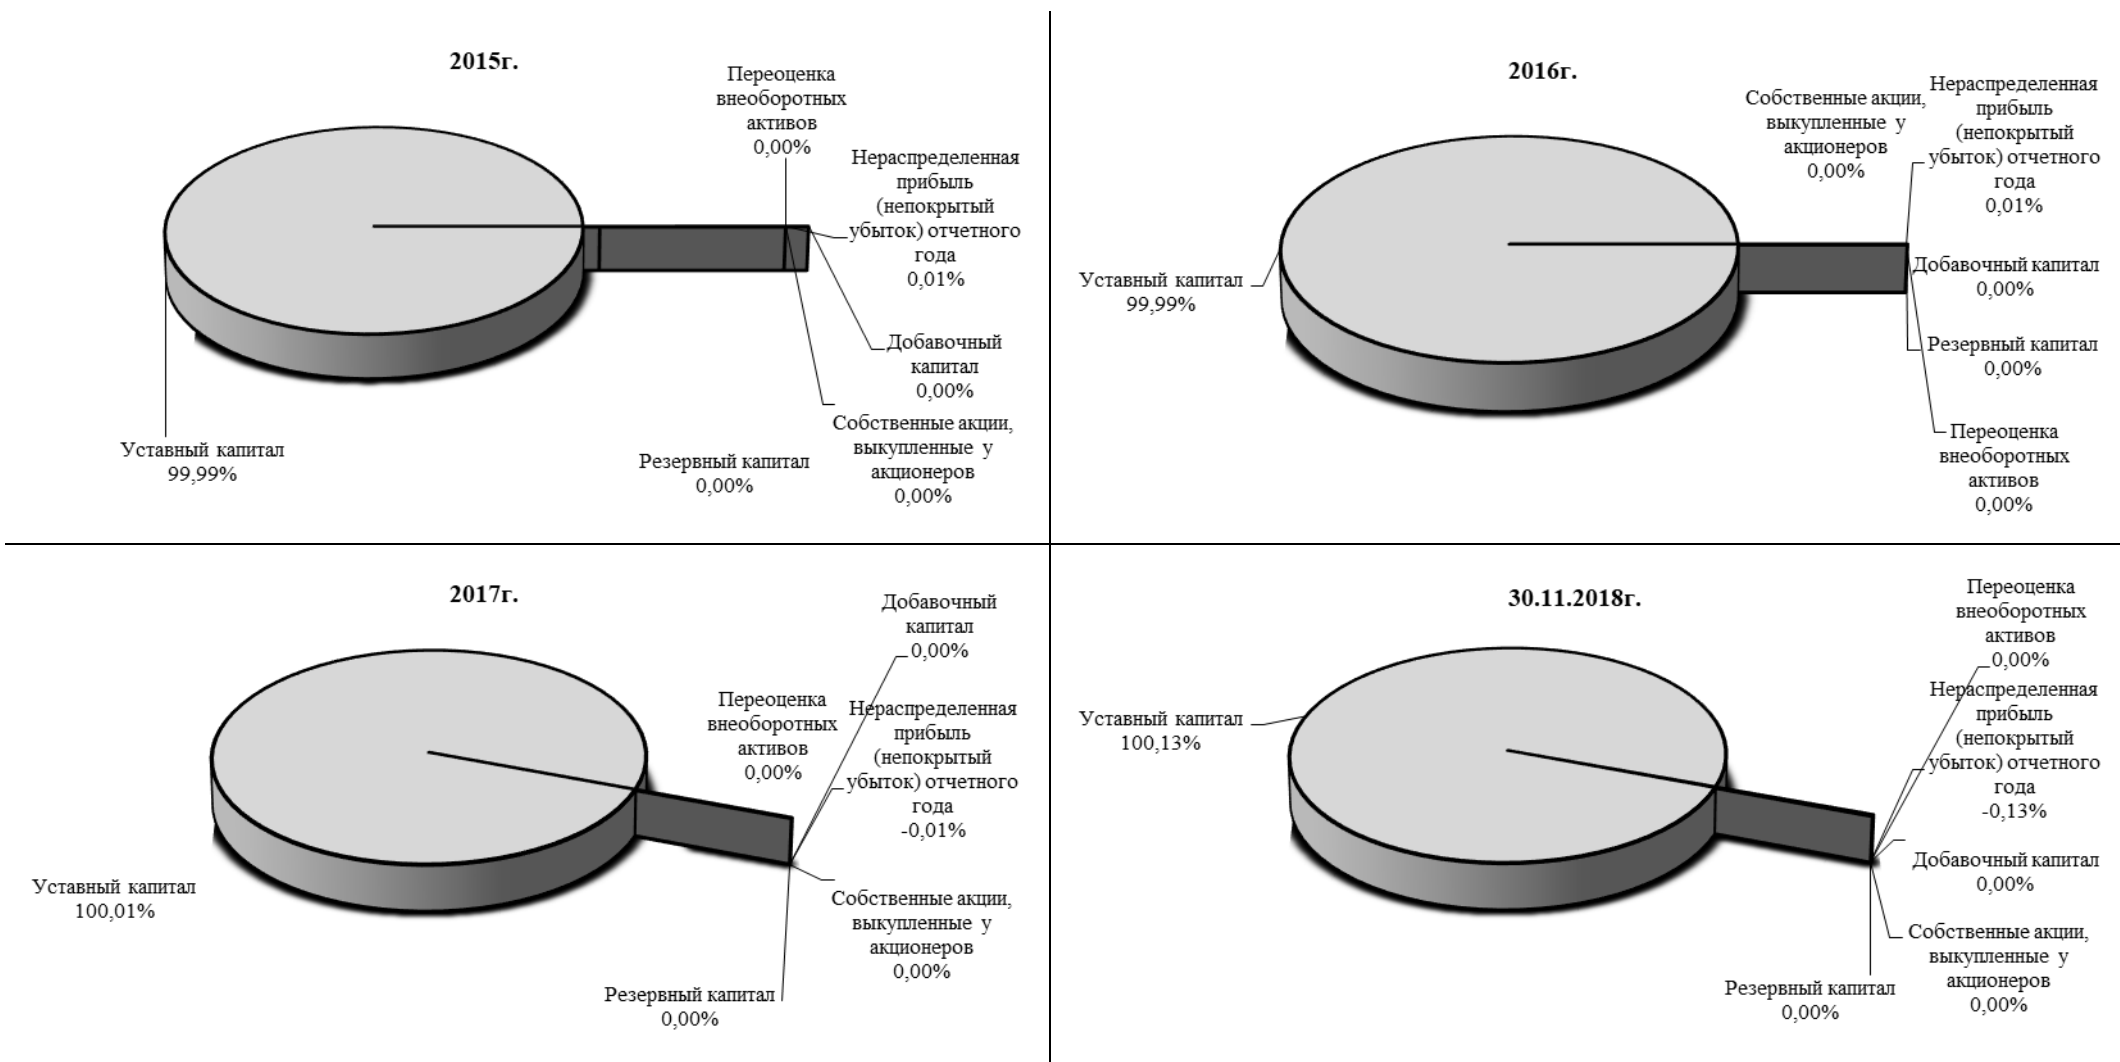 2015г.
Переоценка
внеоборотных
активов
0,00%
Нераспределенная
прибыль
(непокрытый
убыток) отчетного
года
0,01%
Добавочный
капитал
0,00%
Собственные акции,
выкупленные у
акционеров
0,00%
Резервный капитал
0,00%
Уставный капитал
99,99%
2016г.
Собственные акции,
выкупленные у
акционеров
0,00%
Нераспределенная
прибыль
(непокрытый
убыток) отчетного
года
0,01%
Добавочный капитал
0,00%
Резервный капитал
0,00%
Переоценка
внеоборотных
активов
0,00%
Уставный капитал
99,99%
2017г.
Добавочный
капитал
0,00%
Переоценка
внеоборотных
активов
0,00%
Нераспределенная
прибыль
(непокрытый
убыток) отчетного
года
-0,01%
Собственные акции,
выкупленные у
акционеров
0,00%
Резервный капитал
0,00%
Уставный капитал
100,01%
30.11.2018г.
Переоценка
внеоборотных
активов
0,00%
Нераспределенная
прибыль
(непокрытый
убыток) отчетного
года
-0,13%
Добавочный капитал
0,00%
Собственные акции,
выкупленные у
акционеров
0,00%
Резервный капитал
0,00%
Уставный капитал
100,13%